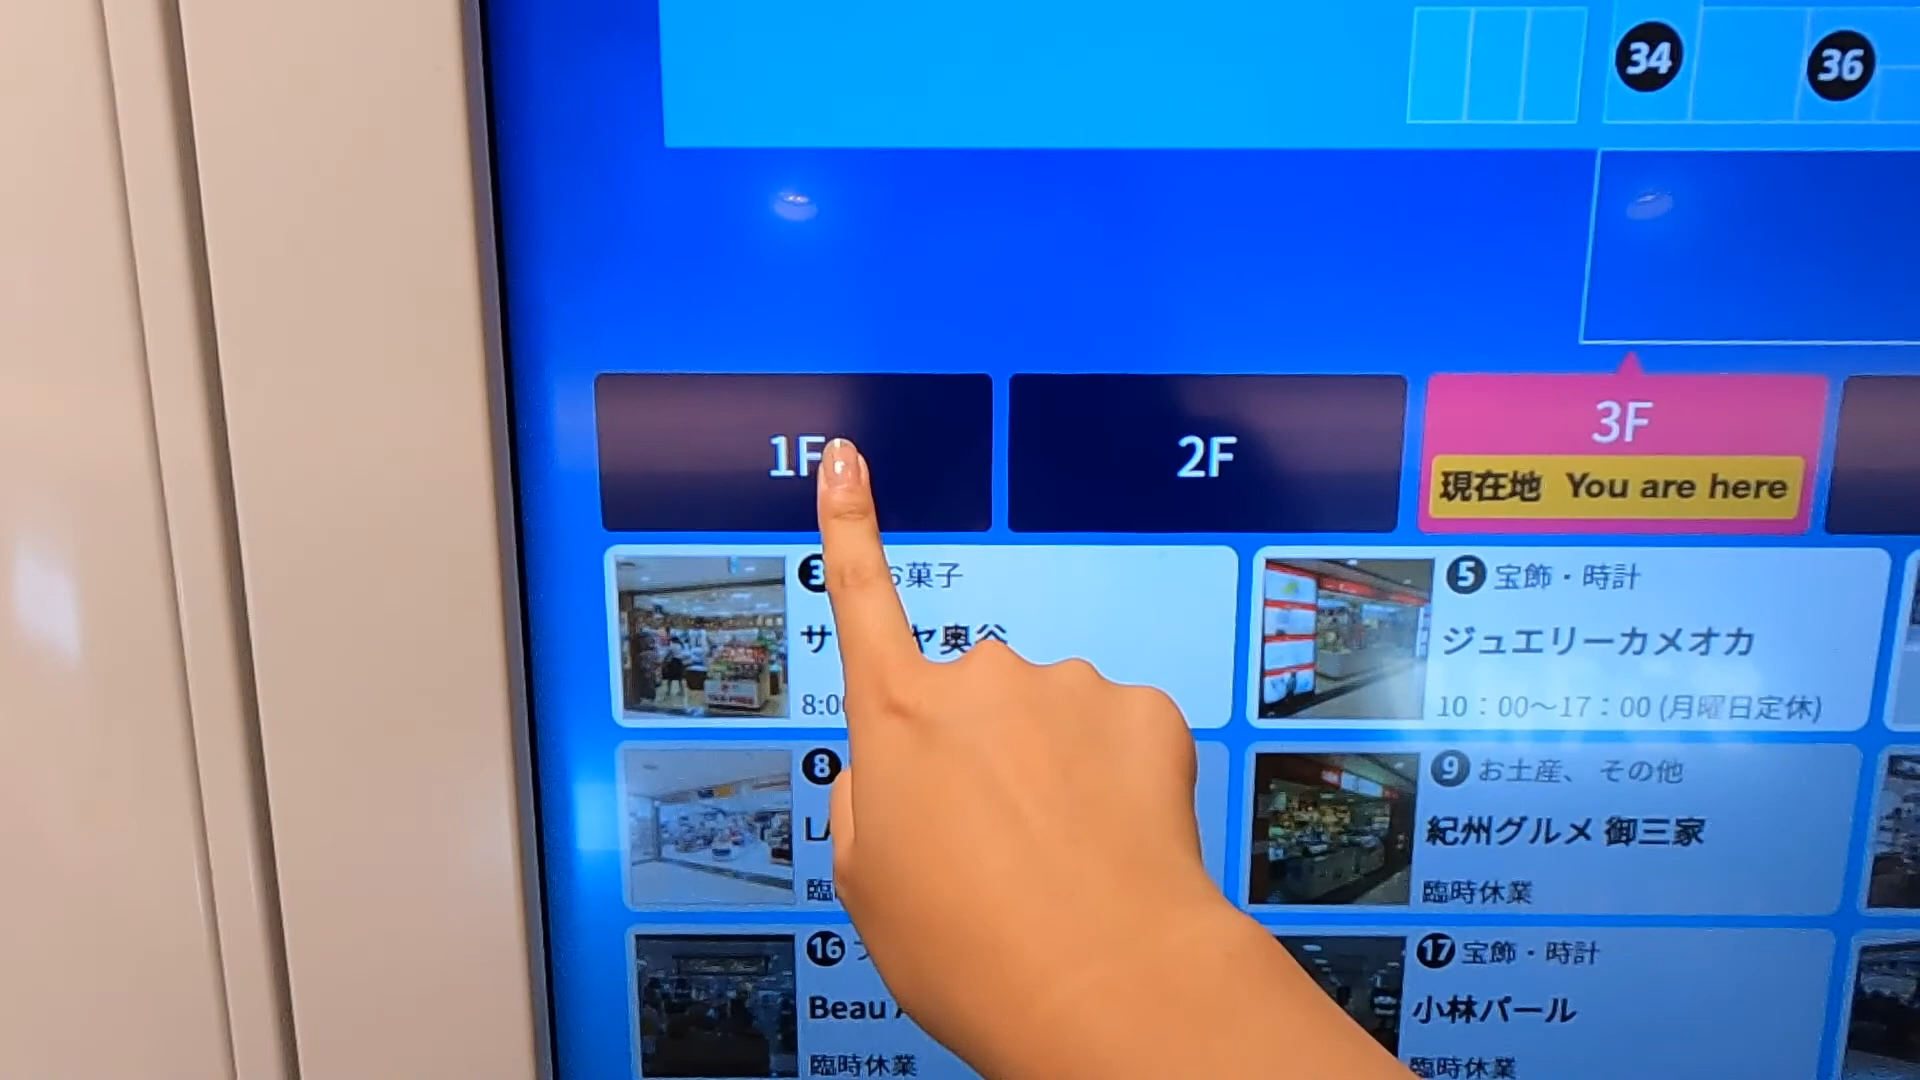 34
36
1F
2F
3F
現在地 You are here
3
お菓子
ヤ奥谷
8:00
5 宝飾・時計
ジュエリーカメオカ
10：00～17：00 (月曜日定休)
8
9 お土産、その他
紀州グルメ 御三家
臨時休業
16
Beau
臨時休業
17 宝飾・時計
小林パール
臨時休業